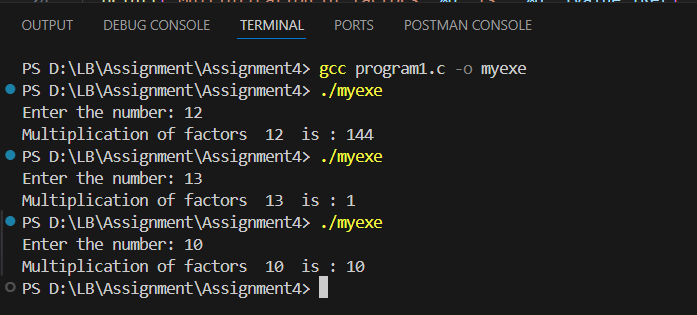 OUTPUT DEBUG CONSOLE TERMINAL PORTS POSTMAN CONSOLE
PS D:\LB\Assignment\Assignment4> gcc program1.c -o myexe
PS D:\LB\Assignment\Assignment4> ./myexe
Enter the number: 12
Multiplication of factors  12  is : 144
PS D:\LB\Assignment\Assignment4> ./myexe
Enter the number: 13
Multiplication of factors  13  is : 1
PS D:\LB\Assignment\Assignment4> ./myexe
Enter the number: 10
Multiplication of factors  10  is : 10
PS D:\LB\Assignment\Assignment4>